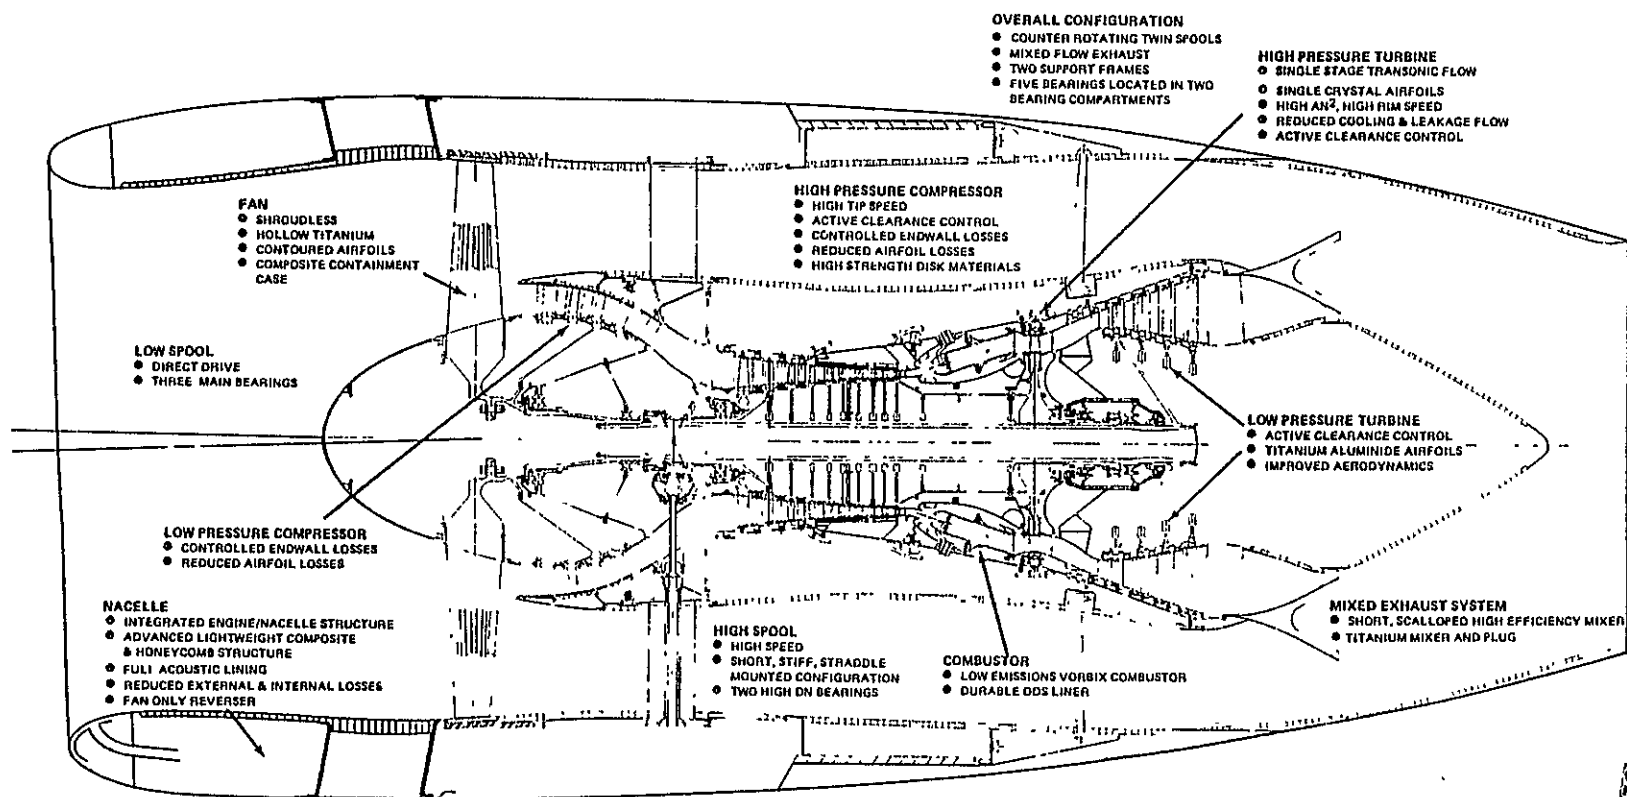 OVERALL CONFIGURATION
● COUNTER ROTATING TWIN SPOOLS
● MIXED FLOW EXHAUST
● TWO SUPPORT FRAMES
● FIVE BEARINGS LOCATED IN TWO
BEARING COMPARTMENTS
HIGH PRESSURE TURBINE
● SINGLE STAGE TRANSONIC FLOW
● SINGLE CRYSTAL AIRFOILS
● HIGH AN², HIGH RIM SPEED
● REDUCED COOLING & LEAKAGE FLOW
● ACTIVE CLEARANCE CONTROL
HIGH PRESSURE COMPRESSOR
● HIGH TIP SPEED
● ACTIVE CLEARANCE CONTROL
● CONTROLLED ENDWALL LOSSES
● REDUCED AIRFOIL LOSSES
● HIGH STRENGTH DISK MATERIALS
FAN
● SHROUDLESS
● HOLLOW TITANIUM
● CONTOURED AIRFOILS
● COMPOSITE CONTAINMENT
CASE
LOW SPOOL
● DIRECT DRIVE
● THREE MAIN BEARINGS
LOW PRESSURE TURBINE
● ACTIVE CLEARANCE CONTROL
● TITANIUM ALUMINIDE AIRFOILS
● IMPROVED AERODYNAMICS
LOW PRESSURE COMPRESSOR
● CONTROLLED ENDWALL LOSSES
● REDUCED AIRFOIL LOSSES
NACELLE
● INTEGRATED ENGINE/NACELLE STRUCTURE
● ADVANCED LIGHTWEIGHT COMPOSITE
& HONEYCOMB STRUCTURE
● FULL ACOUSTIC LINING
● REDUCED EXTERNAL & INTERNAL LOSSES
● FAN ONLY REVERSER
HIGH SPOOL
● HIGH SPEED
● SHORT, STIFF, STRADDLE
MOUNTED CONFIGURATION
● TWO HIGH DN BEARINGS
COMBUSTOR
● LOW EMISSIONS VORBIX COMBUSTOR
● DURABLE ODS LINER
MIXED EXHAUST SYSTEM
● SHORT, SCALLOPED HIGH EFFICIENCY MIXER
● TITANIUM MIXER AND PLUG